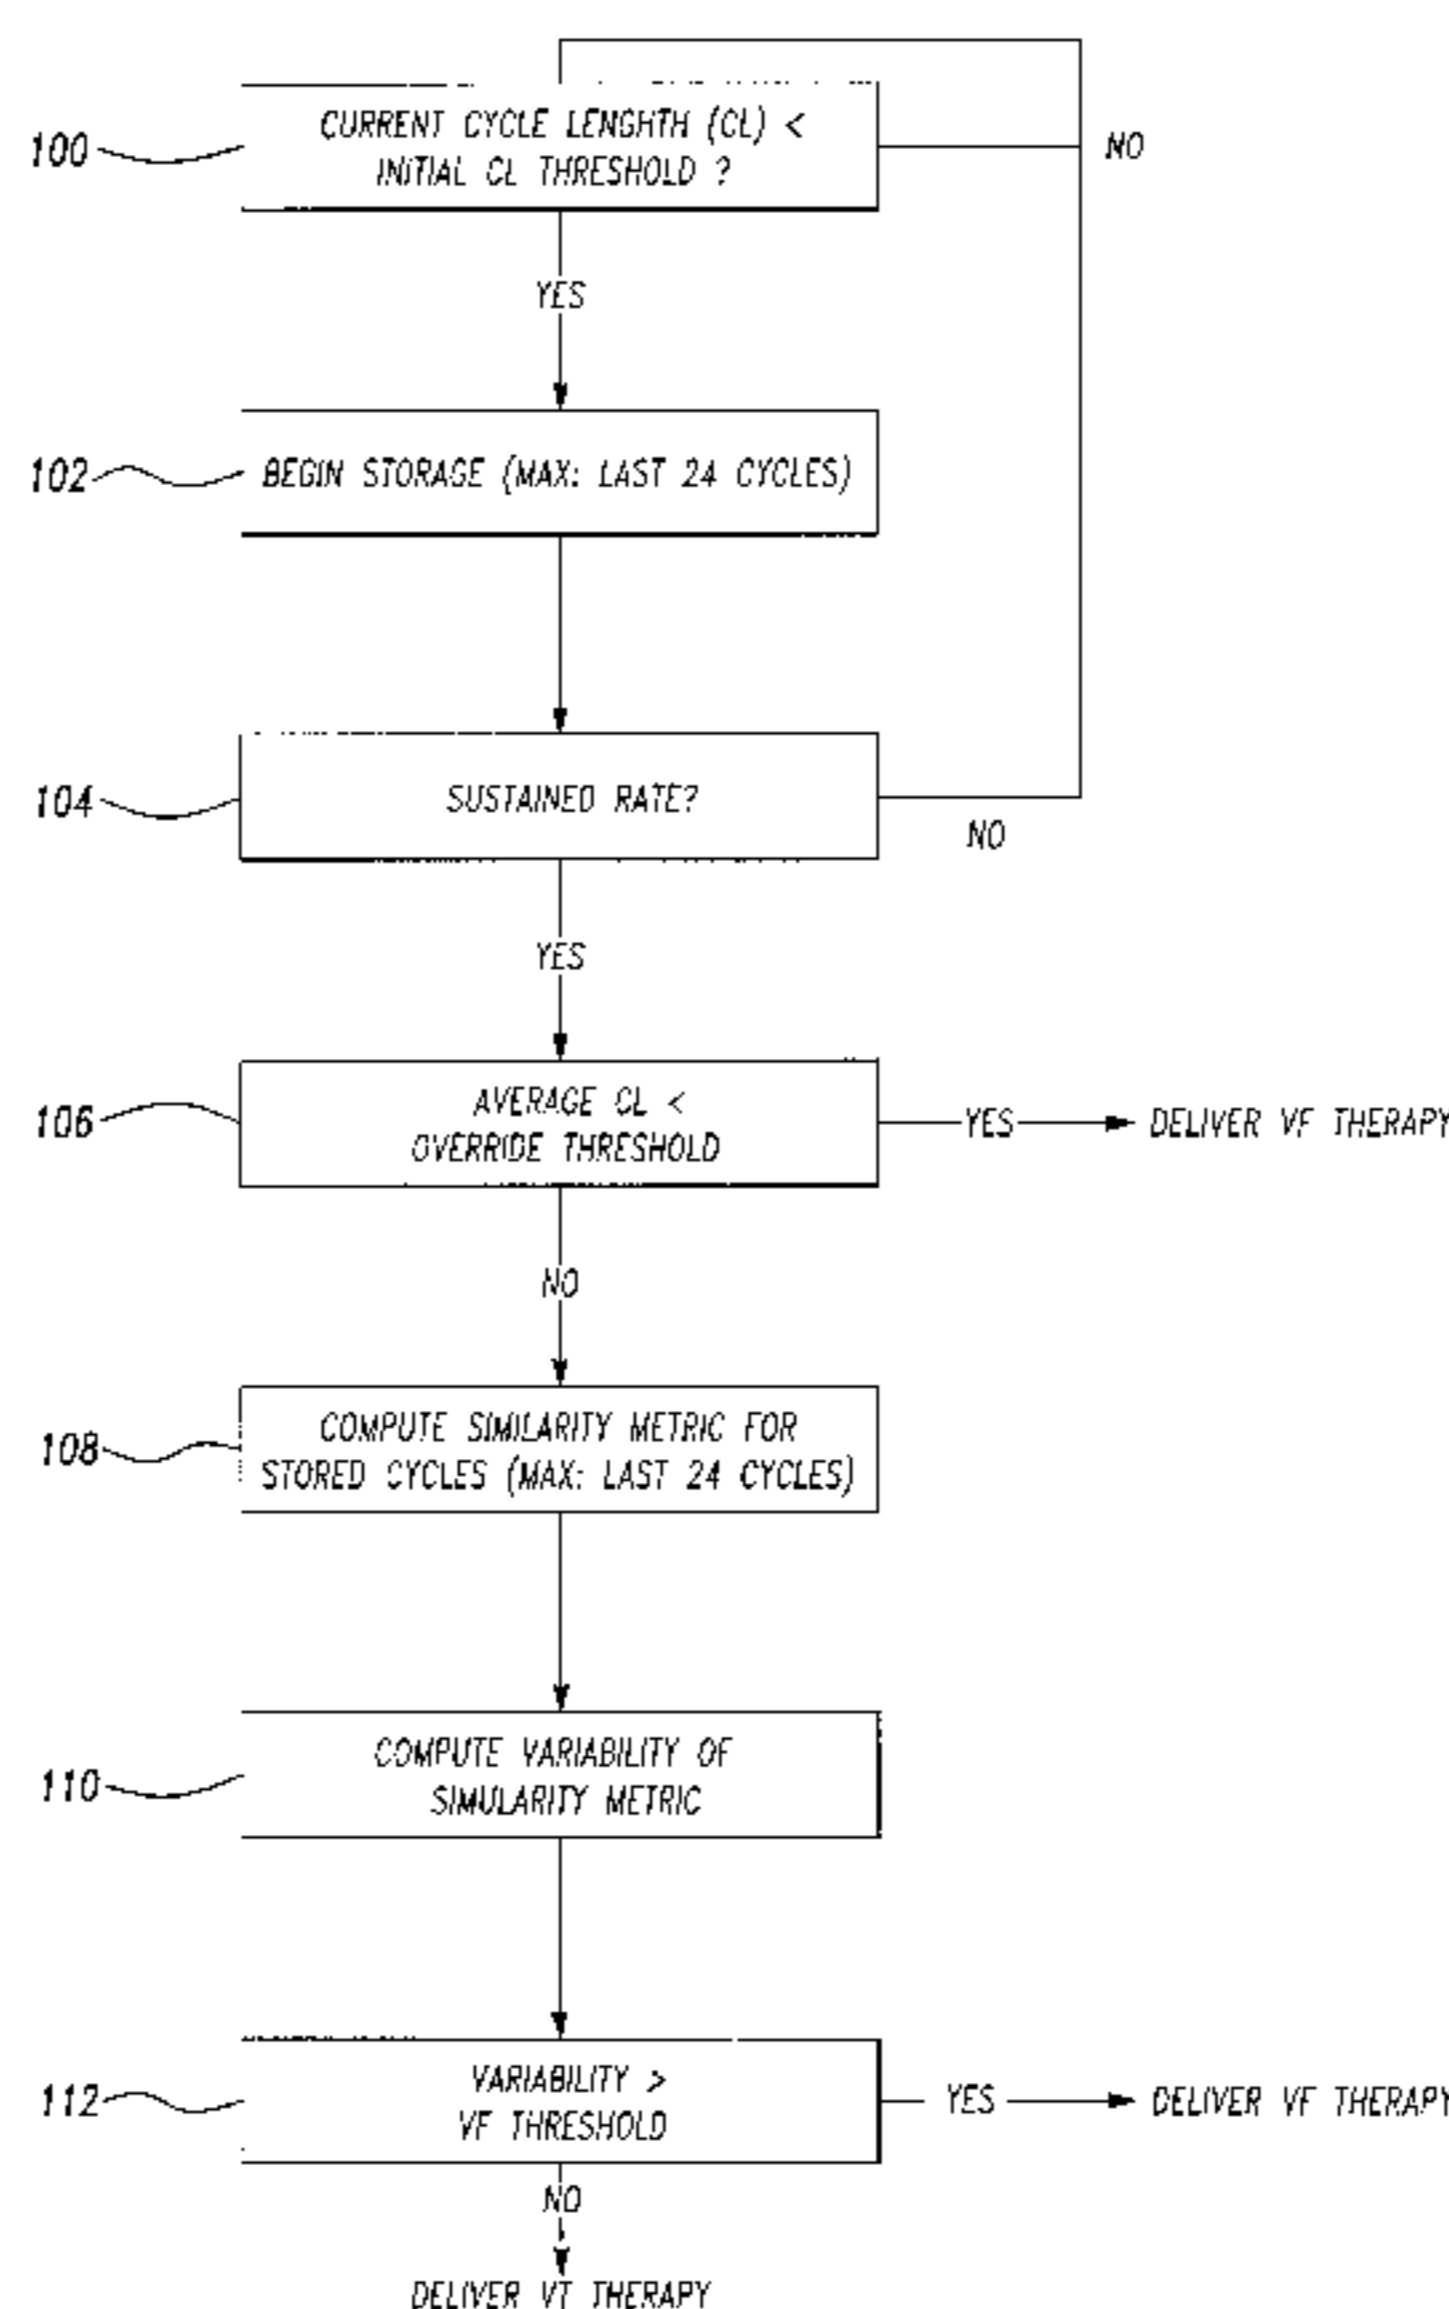 CURRENT CYCLE LENGHTH (CL) <
INITIAL CL THRESHOLD ?
100
NO
YES
102
BEGIN STORAGE (MAX: LAST 24 CYCLES)
104
SUSTAINED RATE?
NO
YES
106
AVERAGE CL <
OVERRIDE THRESHOLD
YES
DELIVER VF THERAPY
NO
108
COMPUTE SIMILARITY METRIC FOR
STORED CYCLES (MAX: LAST 24 CYCLES)
110
COMPUTE VARIABILITY OF
SIMULARITY METRIC
112
VARIABILITY >
VF THRESHOLD
YES
DELIVER VF THERAPY
NO
DELIVER VT THERAPY